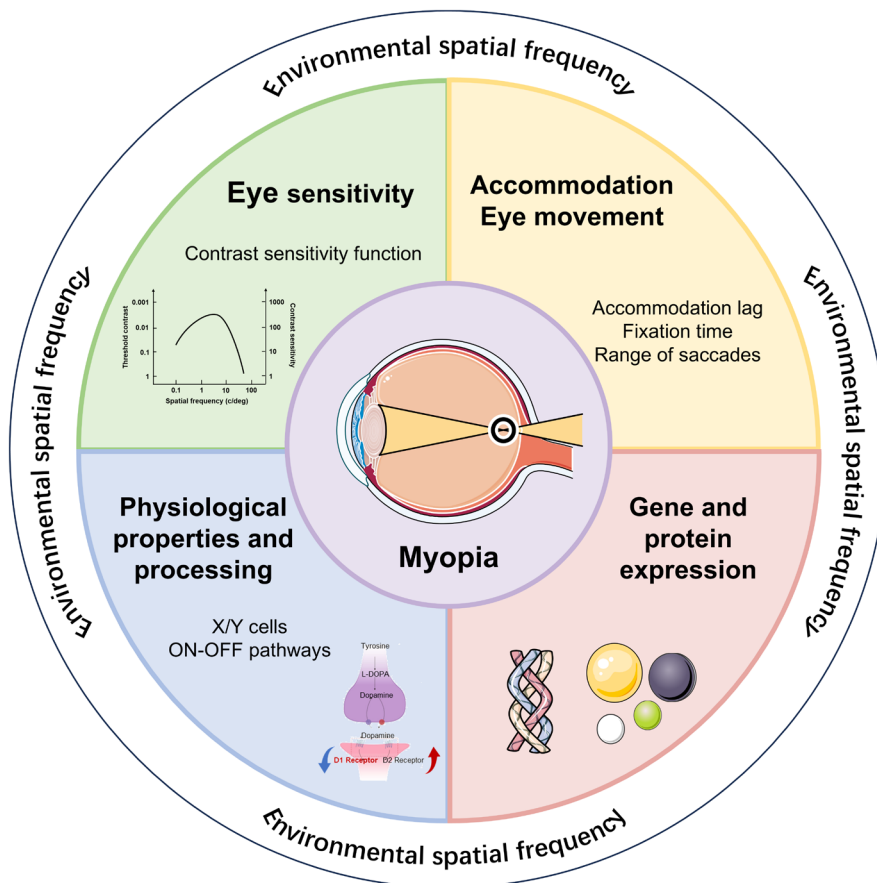 Environmental spatial frequency
Environmental spatial frequency
Environmental spatial frequency
Environmental spatial frequency
Eye sensitivity
Contrast sensitivity function
Threshold contrast
0.001
0.01
0.1
1
Contrast sensitivity
1000
100
10
1
0.1
1
5
50
Spatial frequency (c/deg)
Accommodation
Eye movement
Accommodation lag
Fixation time
Range of saccades
Myopia
Physiological
properties and
processing
X/Y cells
ON-OFF pathways
Tyrosine
L-DOPA
Dopamine
Dopamine
D1 Receptor
D2 Receptor
Gene and
protein
expression